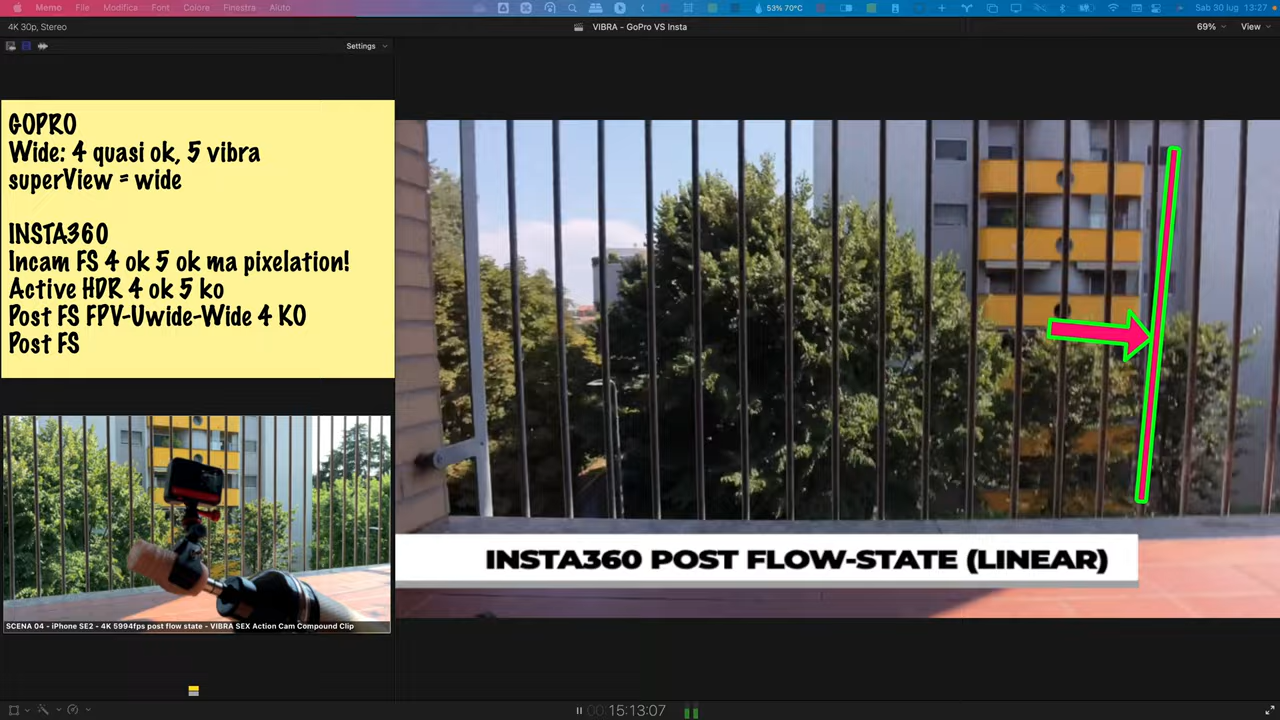 Memo File Modifica Font Colore Finestra Aiuto
53% 70°C
Sab 30 lug 13:27
4K 30p, Stereo
VIBRA - GoPro VS Insta
69% View
Settings
GOPRO
Wide: 4 quasi ok, 5 vibra
superView = wide
INSTA360
Incam FS 4 ok 5 ok ma pixelation!
Active HDR 4 ok 5 ko
Post FS FPV-Uwide-Wide 4 KO
Post FS
INSTA360 POST FLOW-STATE (LINEAR)
SCENA 04 - iPhone SE2 - 4K 5994fps post flow state - VIBRA SEX Action Cam Compound Clip
00:15:13:07